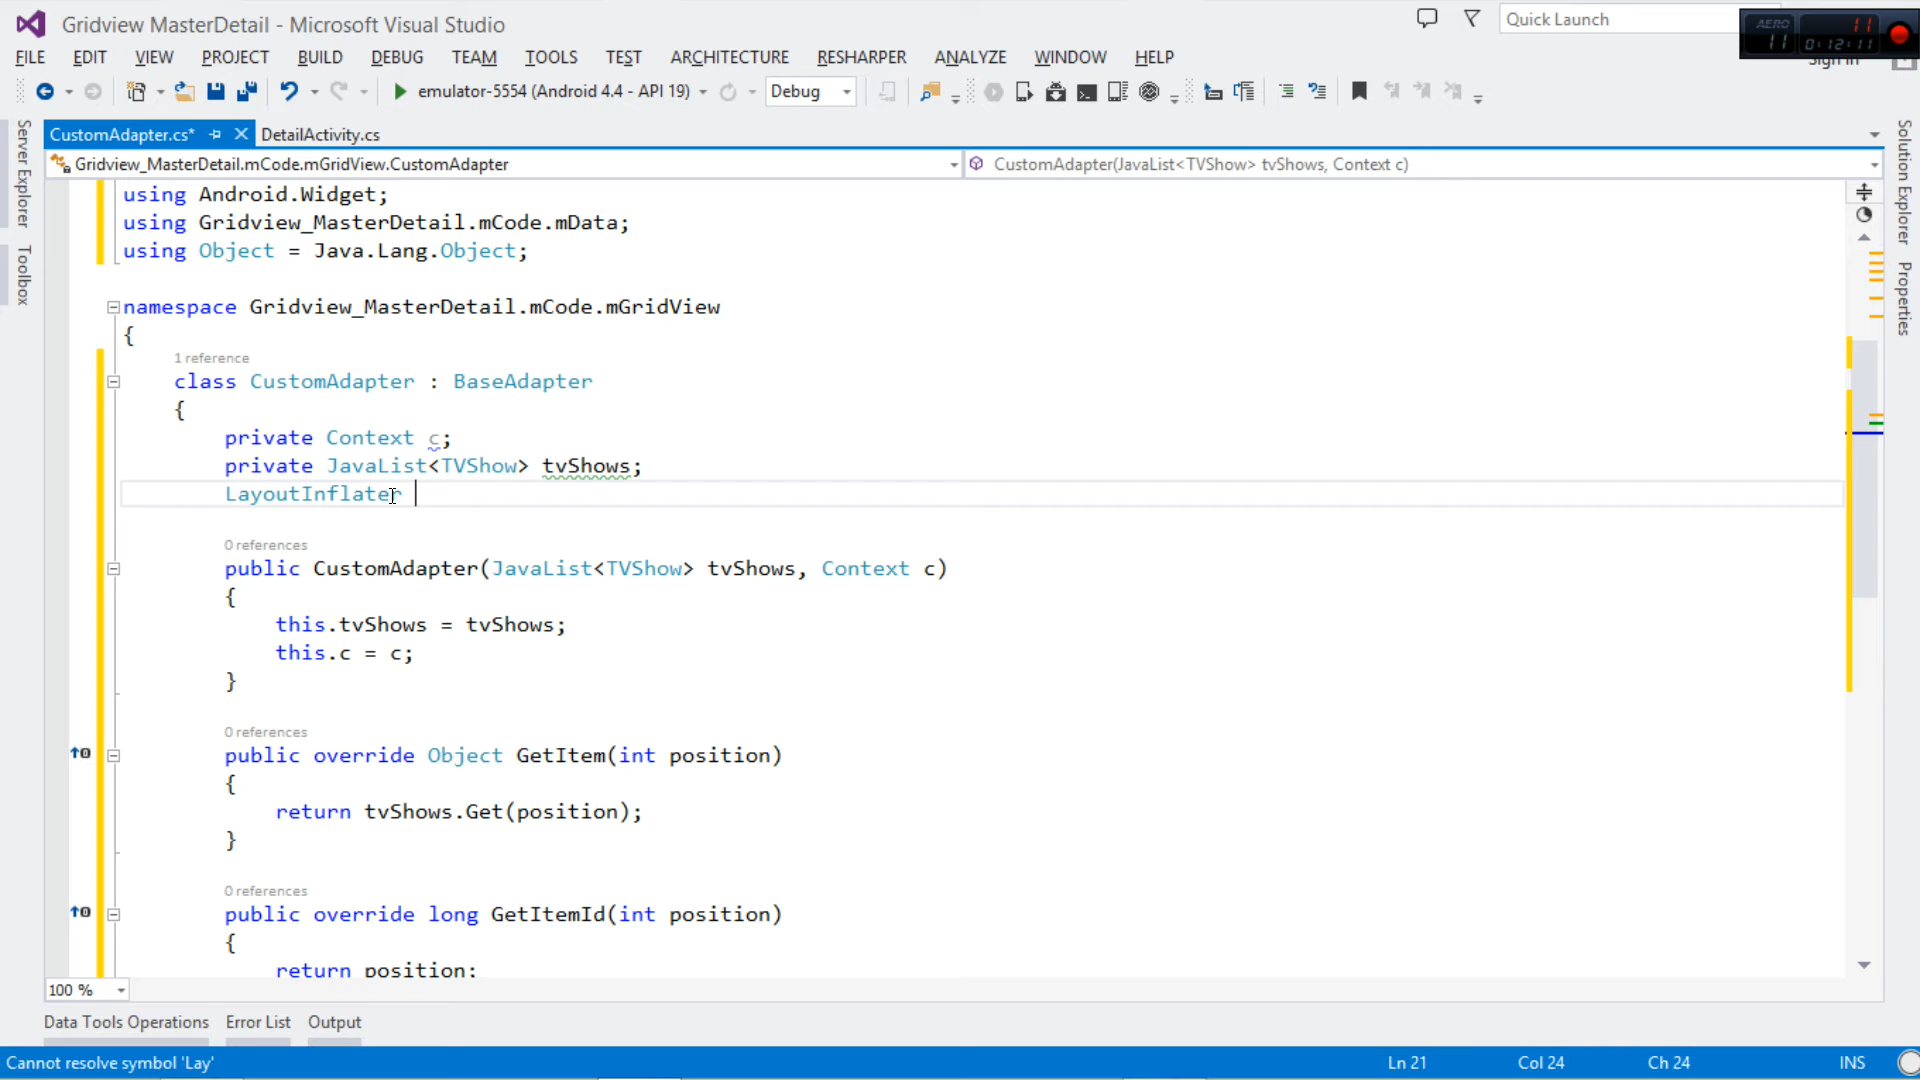 Gridview MasterDetail - Microsoft Visual Studio
Quick Launch
AERO
11
11
0:12:11
FILE EDIT VIEW PROJECT BUILD DEBUG TEAM TOOLS TEST ARCHITECTURE RESHARPER ANALYZE WINDOW HELP
emulator-5554 (Android 4.4 - API 19) Debug
Server Explorer
Toolbox
Solution Explorer
Properties
CustomAdapter.cs* DetailActivity.cs
Gridview_MasterDetail.mCode.mGridView.CustomAdapter CustomAdapter(JavaList<TVShow> tvShows, Context c)
using Android.Widget;
using Gridview_MasterDetail.mCode.mData;
using Object = Java.Lang.Object;
namespace Gridview_MasterDetail.mCode.mGridView
{
1 reference
class CustomAdapter : BaseAdapter
{
private Context c;
private JavaList<TVShow> tvShows;
LayoutInflater
0 references
public CustomAdapter(JavaList<TVShow> tvShows, Context c)
{
this.tvShows = tvShows;
this.c = c;
}
0 references
public override Object GetItem(int position)
{
return tvShows.Get(position);
}
0 references
public override long GetItemId(int position)
{
return position;
100 %
Data Tools Operations Error List Output
Cannot resolve symbol 'Lay' Ln 21 Col 24 Ch 24 INS